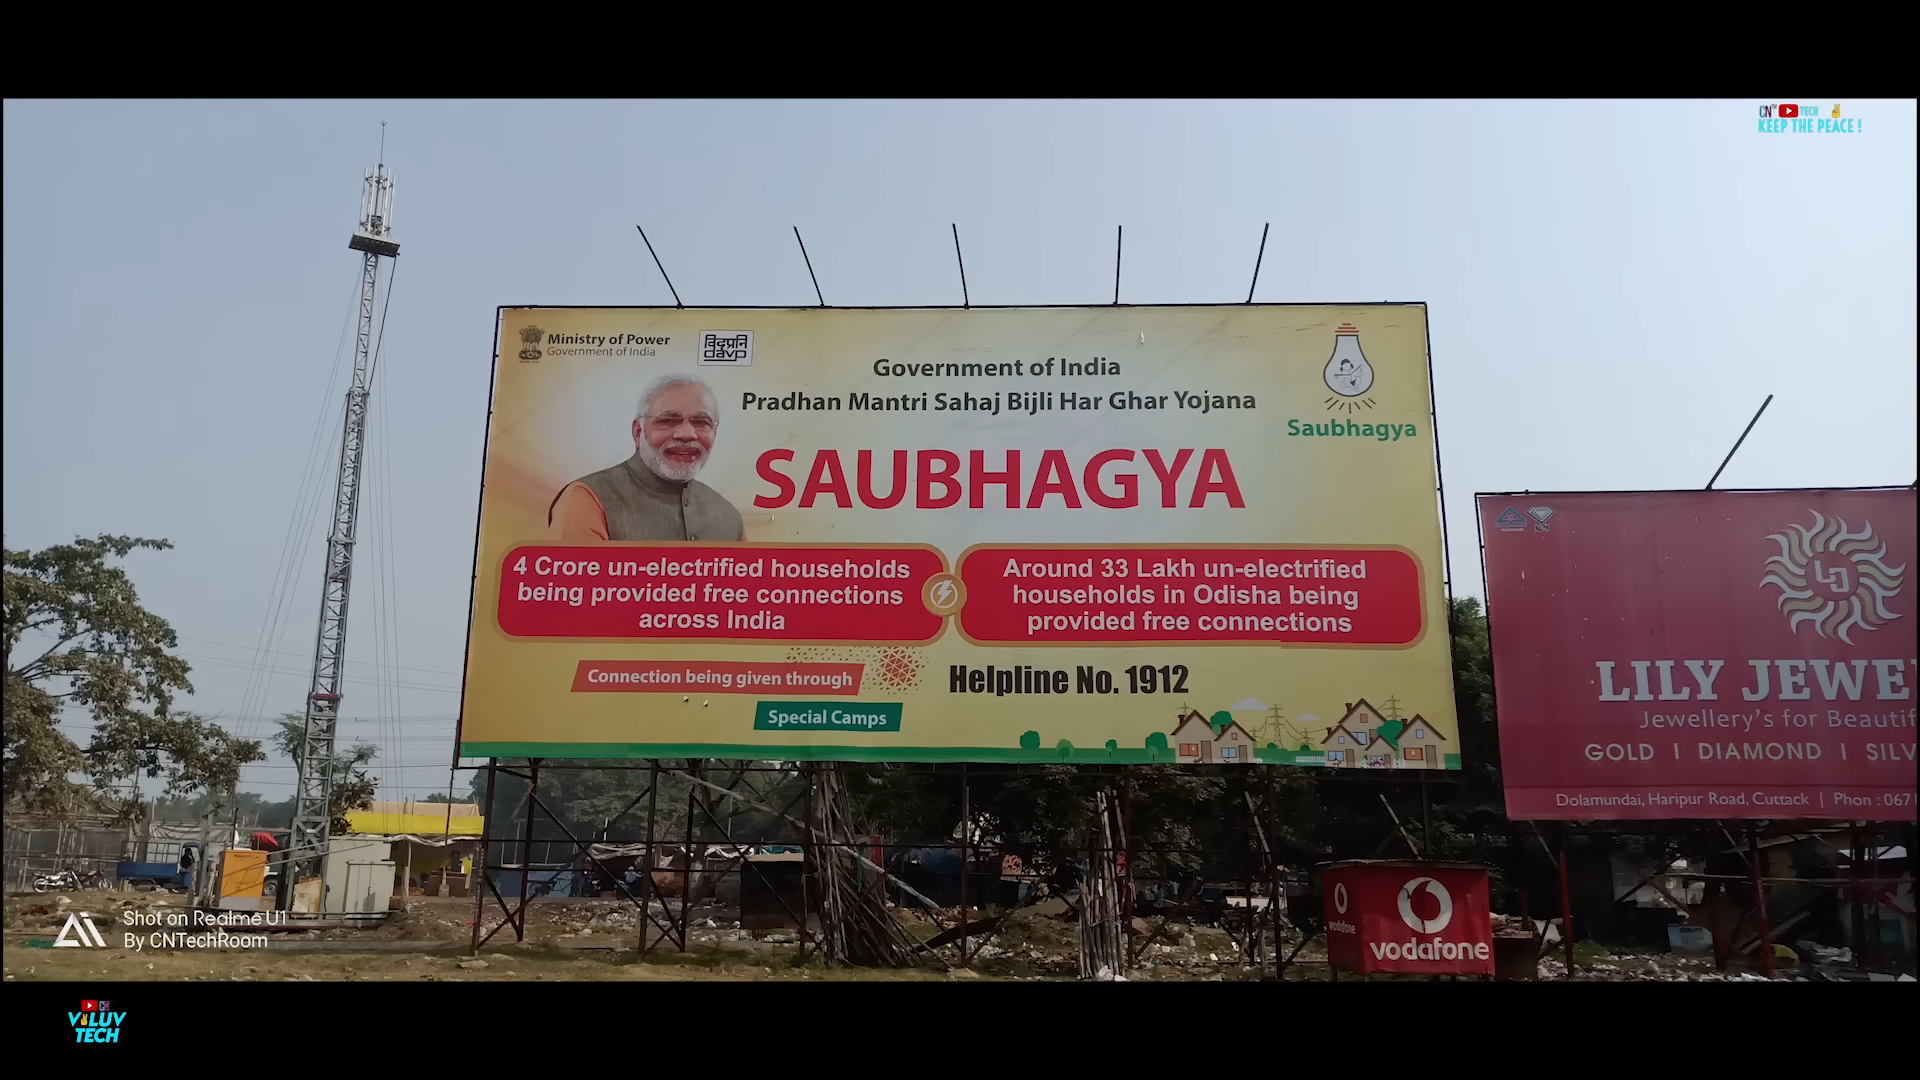 CN TECH
KEEP THE PEACE !
Ministry of Power
Government of India
davp
Government of India
Pradhan Mantri Sahaj Bijli Har Ghar Yojana
SAUBHAGYA
Saubhagya
4 Crore un-electrified households
being provided free connections
across India
Around 33 Lakh un-electrified
households in Odisha being
provided free connections
Connection being given through
Special Camps
Helpline No. 1912
LILY JEWE
Jewellery's for Beautif
GOLD I DIAMOND I SILV
Dolamundai, Haripur Road, Cuttack | Phon : 067
vodafone
vodafone
Shot on Realme U1
By CNTechRoom
CN
V LUV
TECH